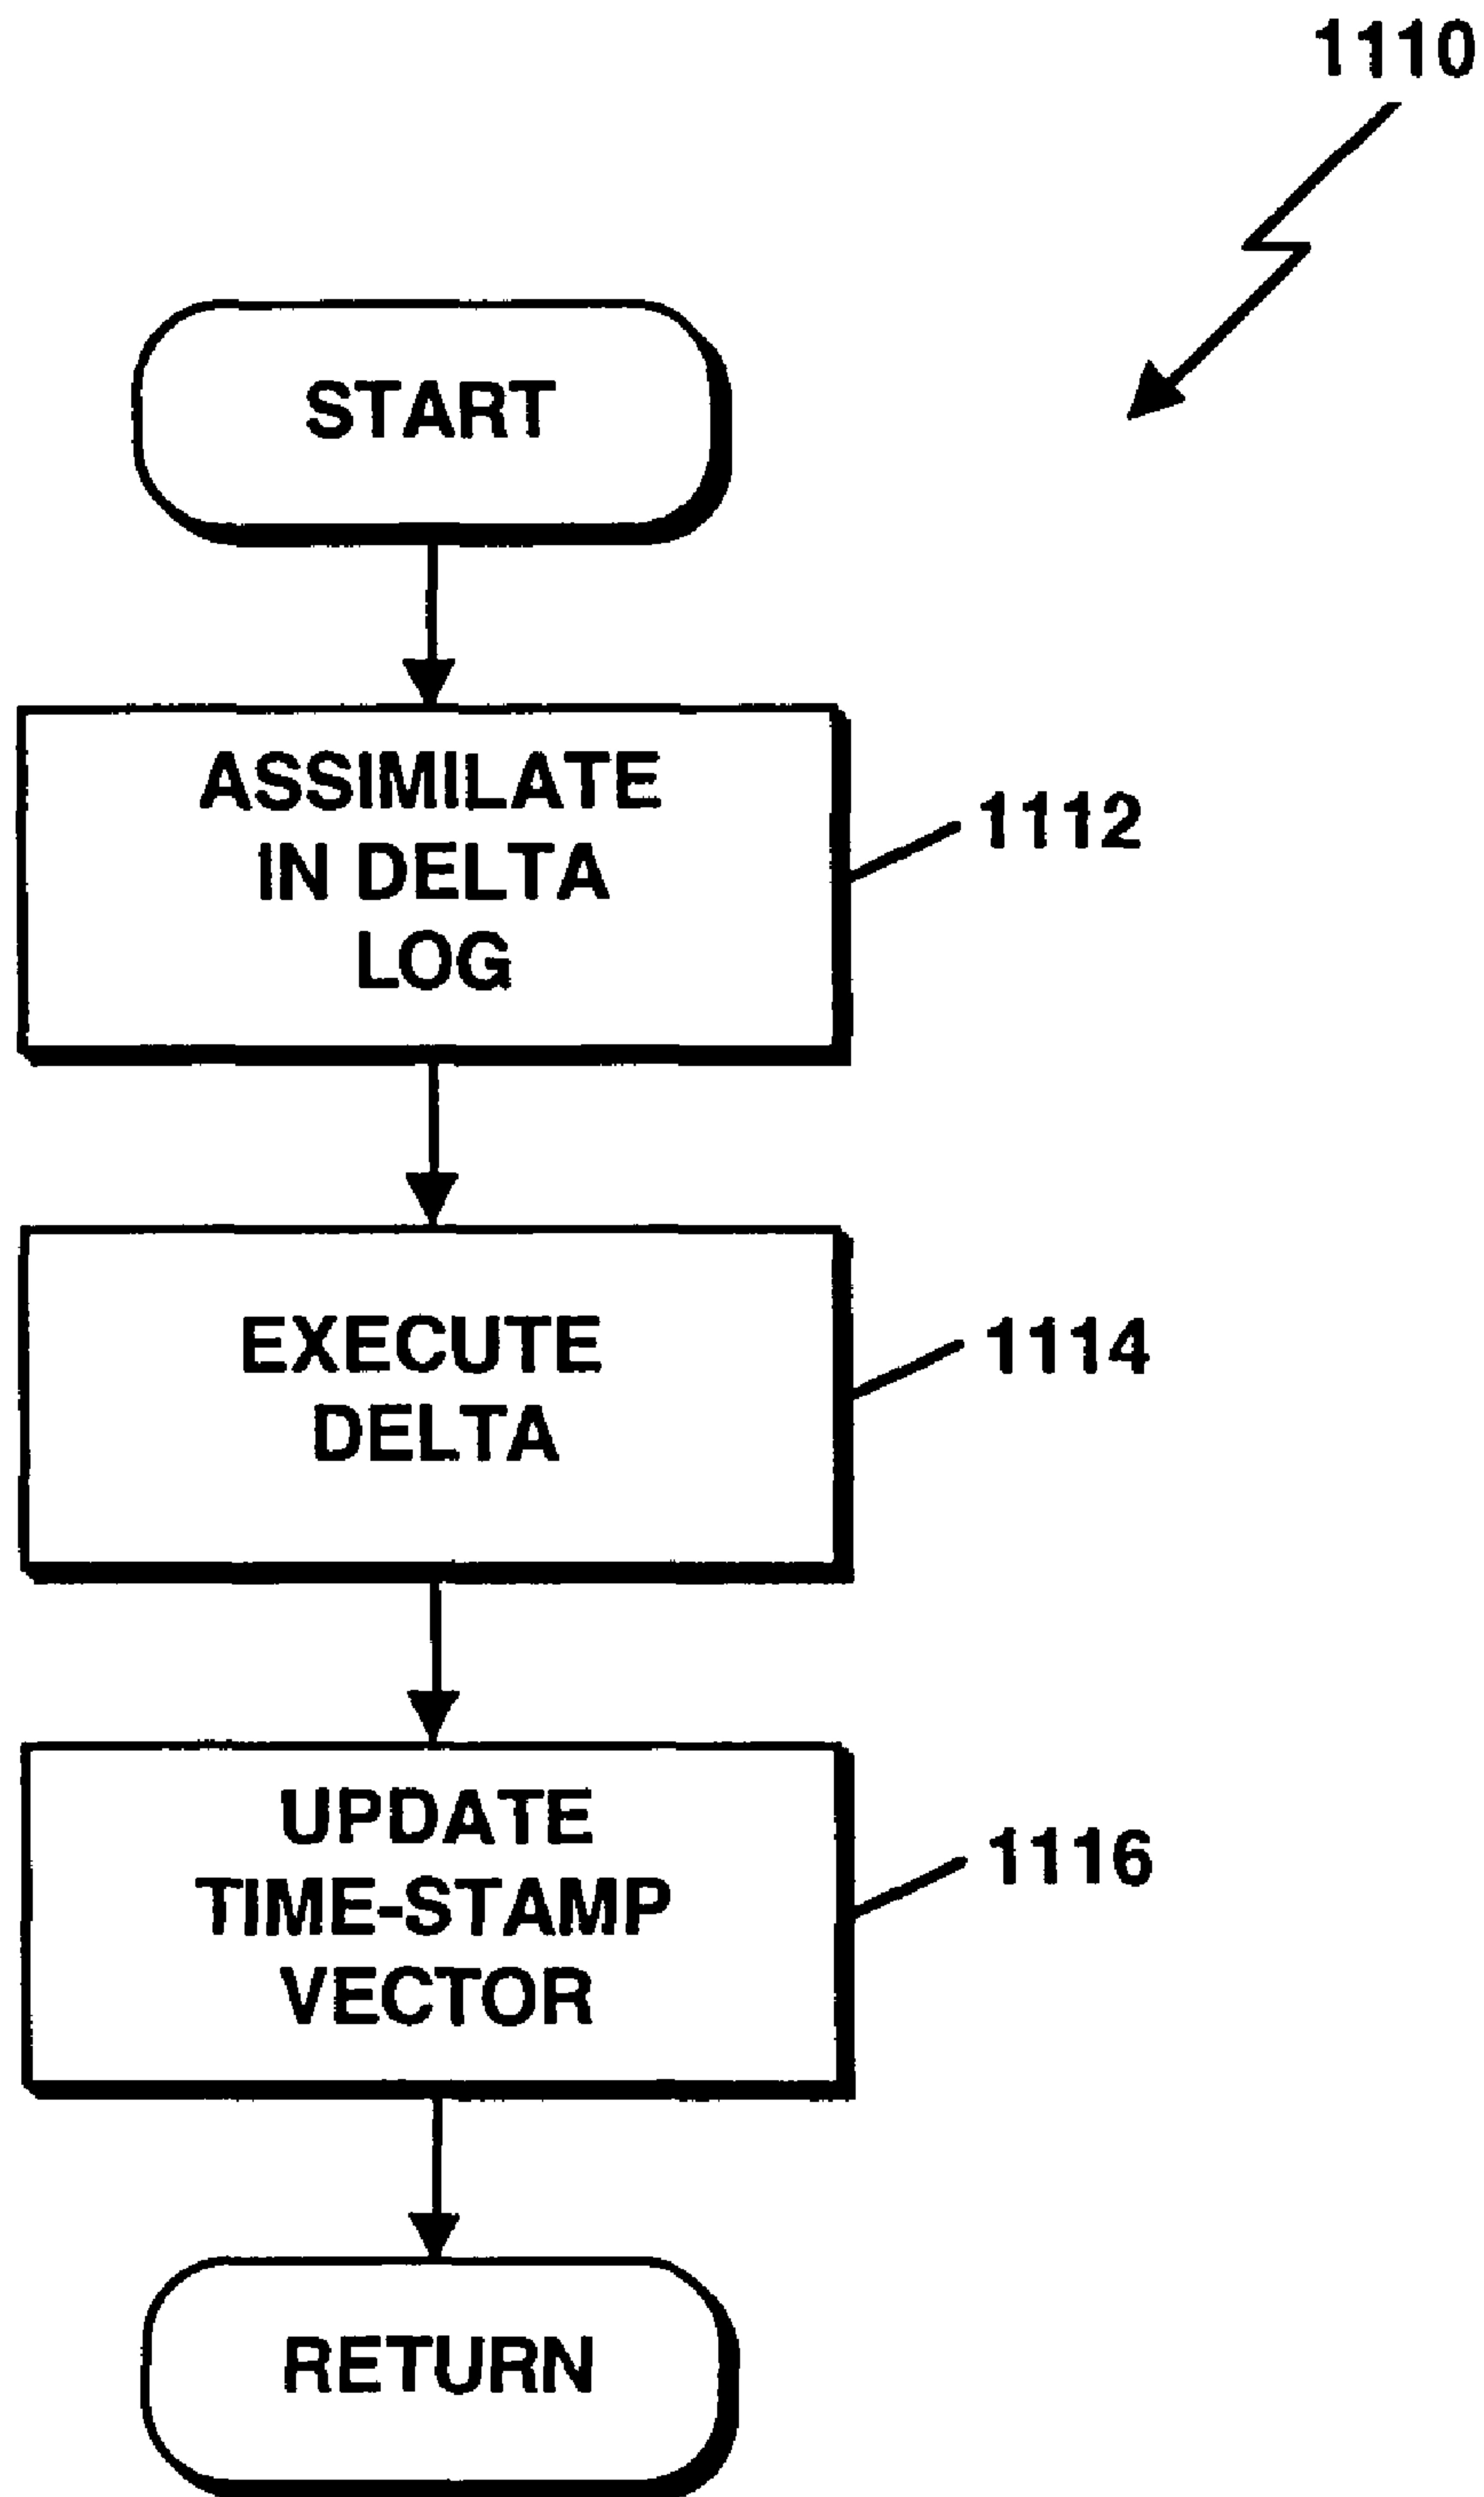 1110
START
ASSIMILATE
IN DELTA
LOG
1112
EXECUTE
DELTA
1114
UPDATE
TIME-STAMP
VECTOR
1116
RETURN